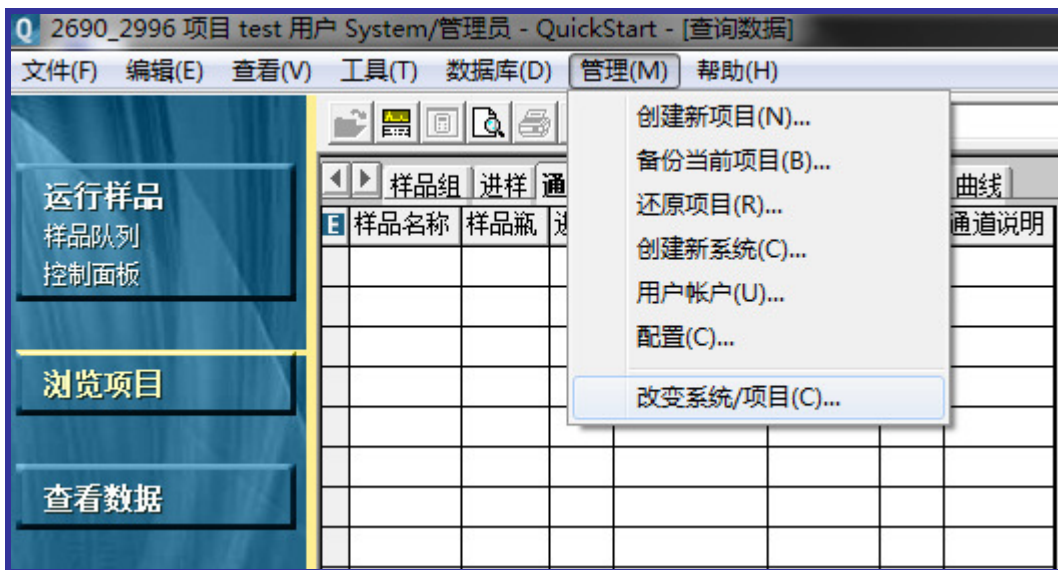 Q 2690_2996 项目 test 用户 System/管理员 - QuickStart - [查询数据]
文件(F) 编辑(E) 查看(V) 工具(T) 数据库(D) 管理(M) 帮助(H)
创建新项目(N)...
备份当前项目(B)...
还原项目(R)...
创建新系统(C)...
用户帐户(U)...
配置(C)...
改变系统/项目(C)...
运行样品
样品队列
控制面板
浏览项目
查看数据
样品组 进样 通 曲线
E 样品名称 样品瓶 通道说明